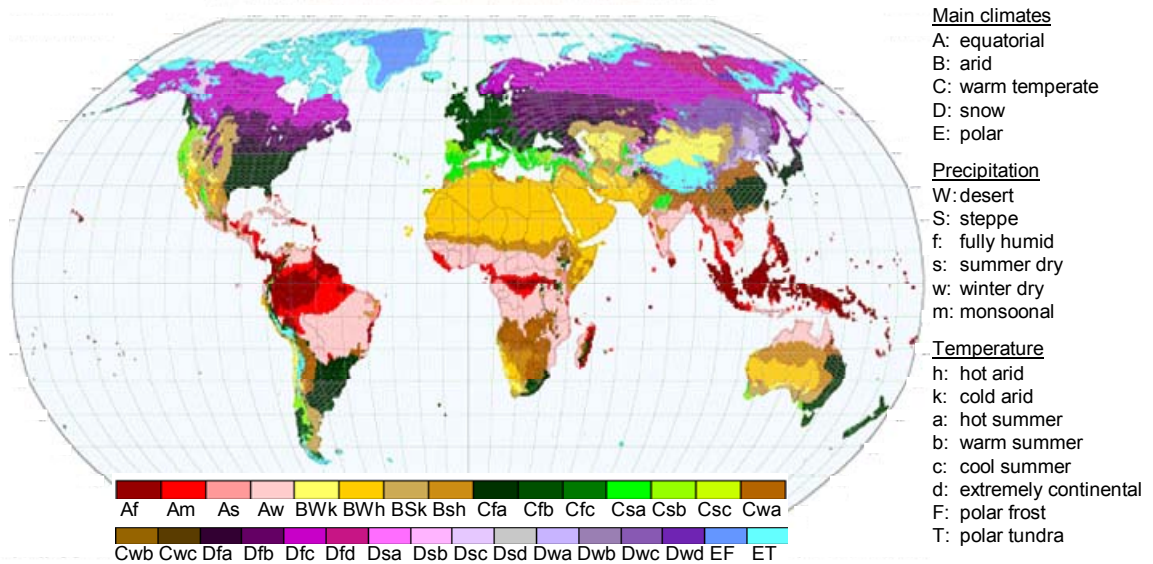 Main climates
A: equatorial
B: arid
C: warm temperate
D: snow
E: polar
Precipitation
W: desert
S: steppe
f: fully humid
s: summer dry
w: winter dry
m: monsoonal
Temperature
h: hot arid
k: cold arid
a: hot summer
b: warm summer
c: cool summer
d: extremely continental
F: polar frost
T: polar tundra
Af Am As Aw BWk BWh BSk Bsh Cfa Cfb Cfc Csa Csb Csc Cwa
Cwb Cwc Dfa Dfb Dfc Dfd Dsa Dsb Dsc Dsd Dwa Dwb Dwc Dwd EF ET